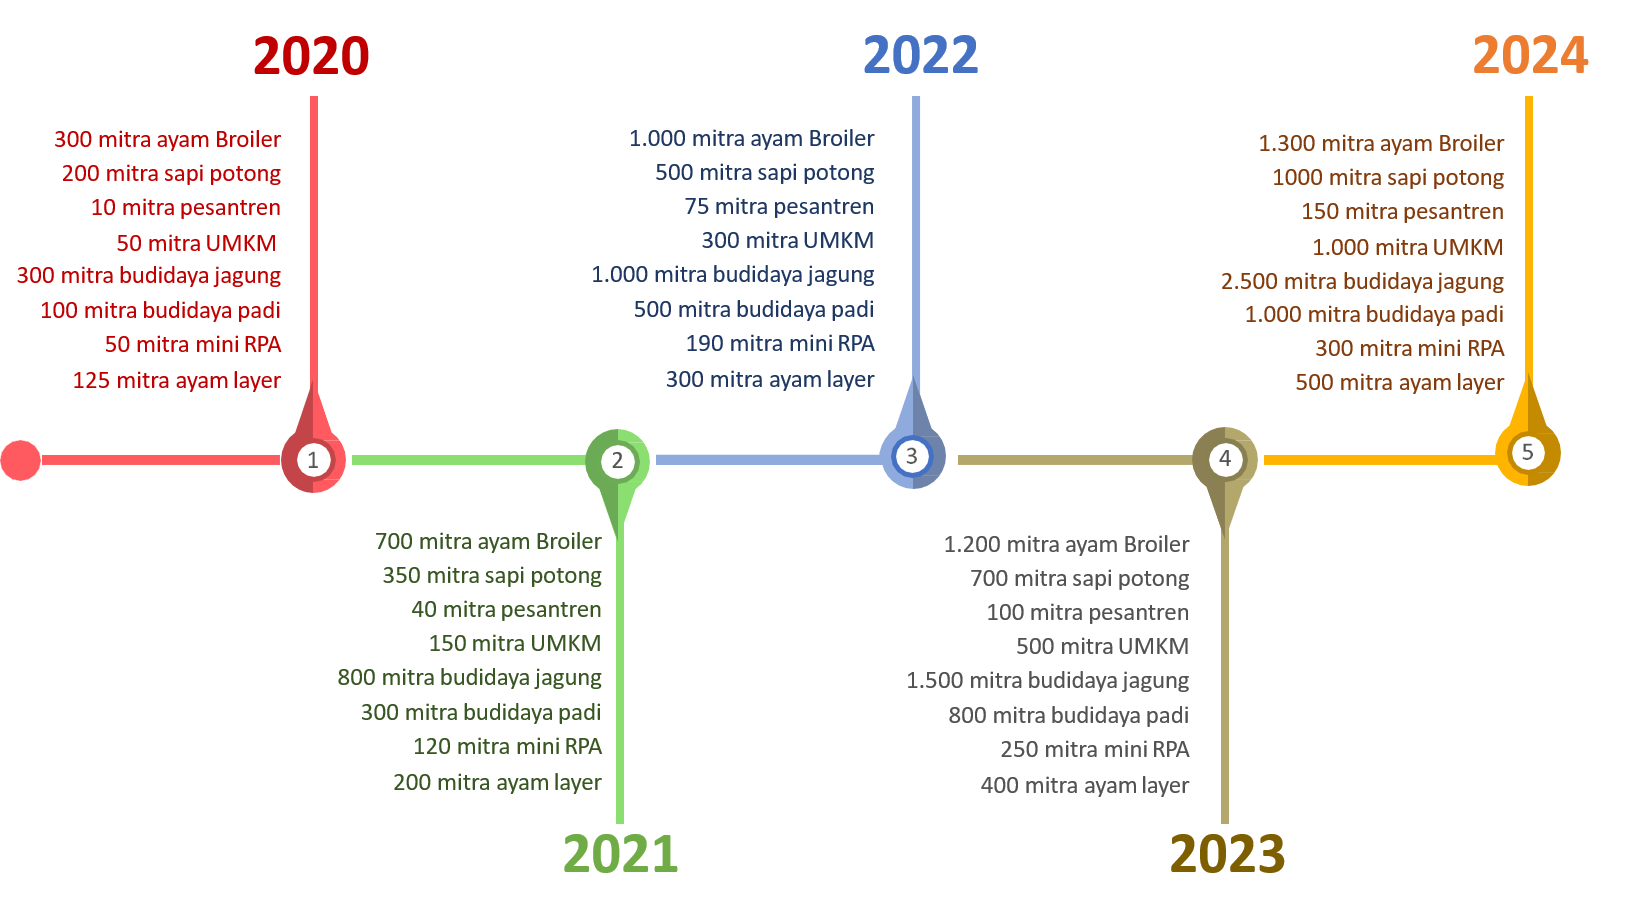 2020
300 mitra ayam Broiler
200 mitra sapi potong
10 mitra pesantren
50 mitra UMKM
300 mitra budidaya jagung
100 mitra budidaya padi
50 mitra mini RPA
125 mitra ayam layer
1
2
700 mitra ayam Broiler
350 mitra sapi potong
40 mitra pesantren
150 mitra UMKM
800 mitra budidaya jagung
300 mitra budidaya padi
120 mitra mini RPA
200 mitra ayam layer
2021
2022
1.000 mitra ayam Broiler
500 mitra sapi potong
75 mitra pesantren
300 mitra UMKM
1.000 mitra budidaya jagung
500 mitra budidaya padi
190 mitra mini RPA
300 mitra ayam layer
3
4
1.200 mitra ayam Broiler
700 mitra sapi potong
100 mitra pesantren
500 mitra UMKM
1.500 mitra budidaya jagung
800 mitra budidaya padi
250 mitra mini RPA
400 mitra ayam layer
2023
2024
1.300 mitra ayam Broiler
1000 mitra sapi potong
150 mitra pesantren
1.000 mitra UMKM
2.500 mitra budidaya jagung
1.000 mitra budidaya padi
300 mitra mini RPA
500 mitra ayam layer
5